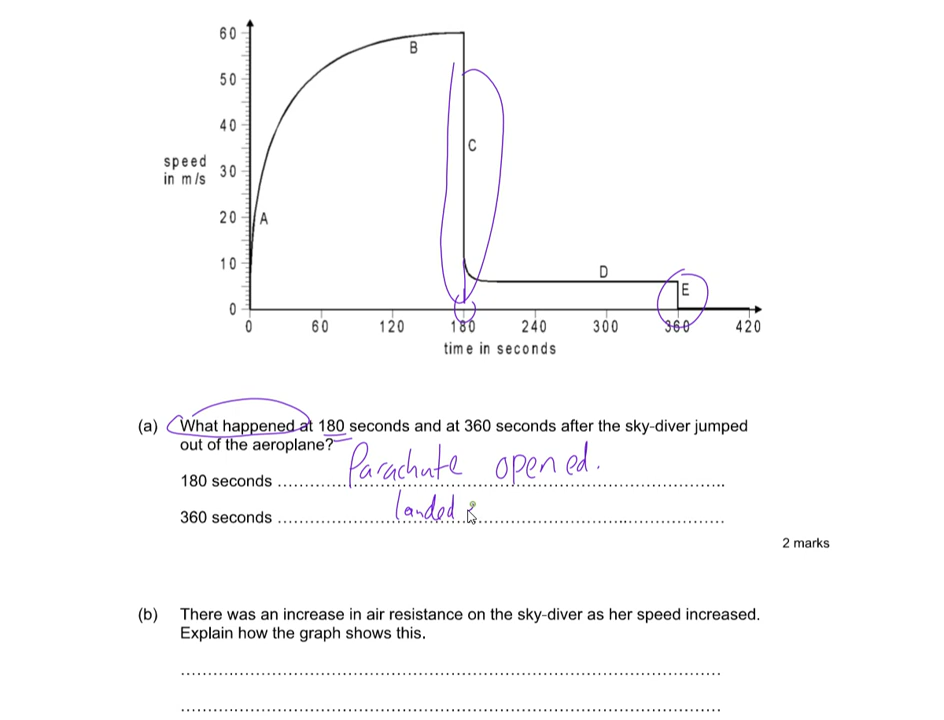 60
B
50
40
C
speed
in m/s
30
20
A
10
D
E
0
0 60 120 180 240 300 360 420
time in seconds
(a) What happened at 180 seconds and at 360 seconds after the sky-diver jumped
out of the aeroplane?
180 seconds Parachute opened.
360 seconds landed
2 marks
(b) There was an increase in air resistance on the sky-diver as her speed increased.
Explain how the graph shows this.